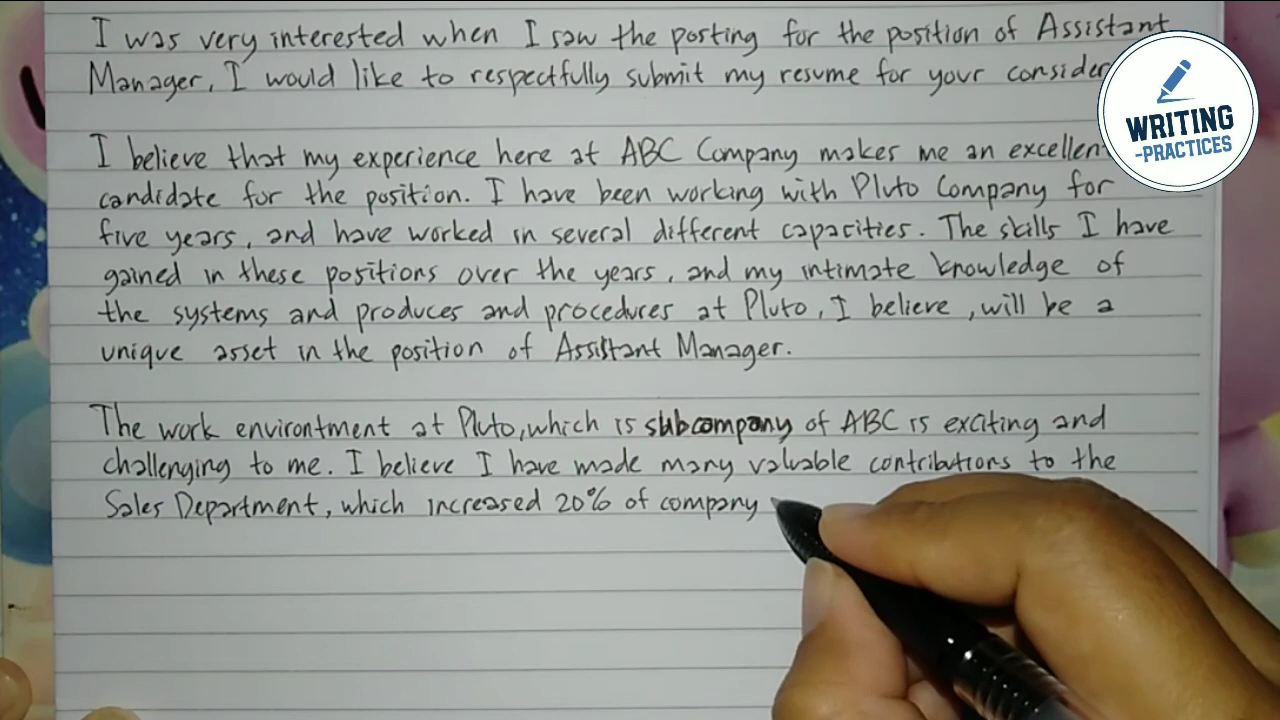 I was very interested when I saw the posting for the position of Assistant
Manager, I would like to respectfully submit my resume for your consider
I believe that my experience here at ABC Company makes me an excellent
candidate for the position. I have been working with Pluto Company for
five years, and have worked in several different capacities. The skills I have
gained in these positions over the years, and my intimate knowledge of
the systems and produces and procedures at Pluto, I believe, will be a
unique asset in the position of Assistant Manager.
The work environtment at Pluto, which is subcompany of ABC is exciting and
challenging to me. I believe I have made many valuable contributions to the
Sales Department, which increased 20% of company
WRITING
-PRACTICES